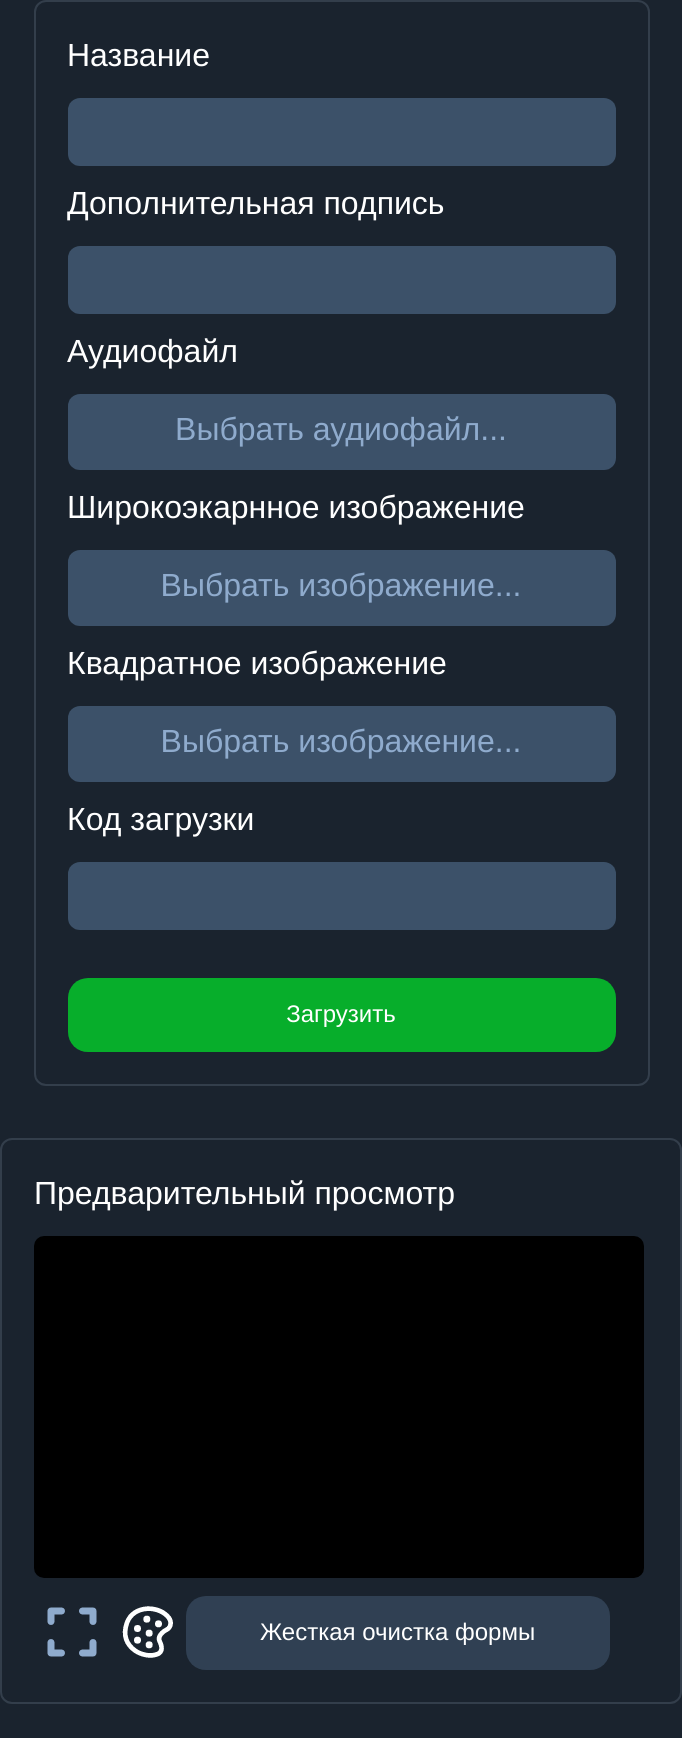 Название
Дополнительная подпись
Аудиофайл
Выбрать аудиофайл...
Широкоэкарнное изображение
Выбрать изображение...
Квадратное изображение
Выбрать изображение...
Код загрузки
Загрузить
Предварительный просмотр
Жесткая очистка формы